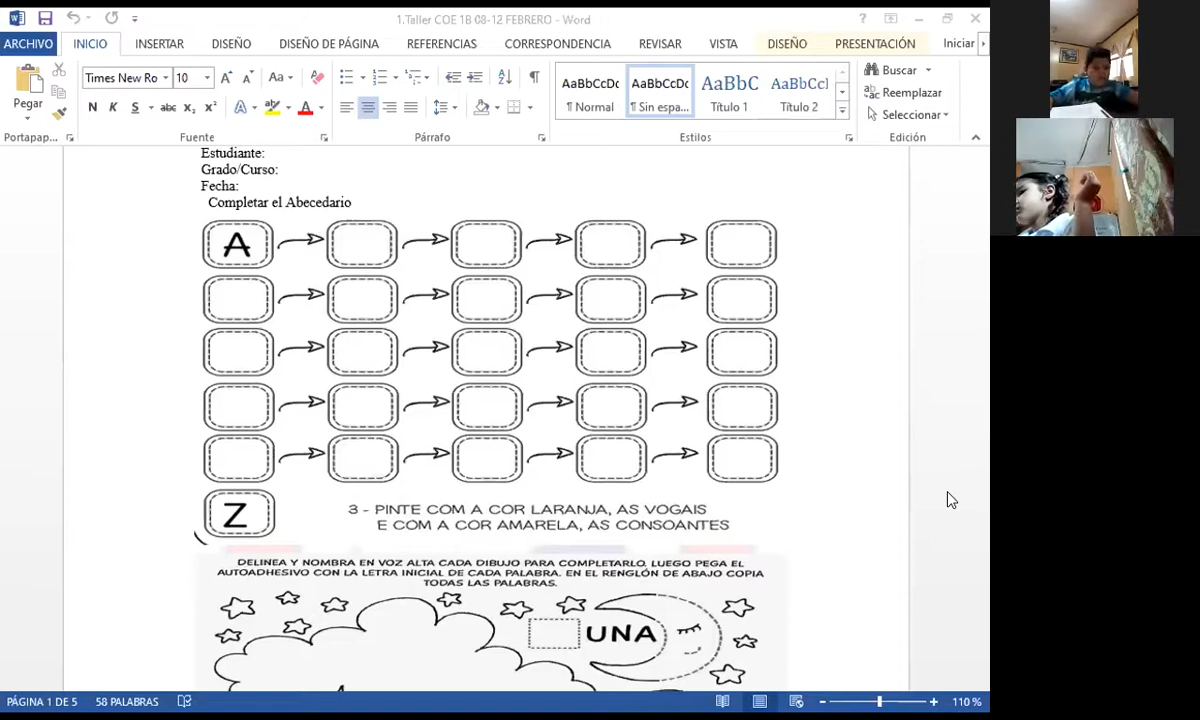 1.Taller COE 1B 08-12 FEBRERO - Word
ARCHIVO INICIO INSERTAR DISEÑO DISEÑO DE PÁGINA REFERENCIAS CORRESPONDENCIA REVISAR VISTA DISEÑO PRESENTACIÓN Iniciar
Pegar
Times New Ro 10
N K S abc x₂ x²
AaBbCcDc AaBbCcDc AaBbC AaBbCcI
¶ Normal ¶ Sin espa... Título 1 Título 2
Buscar
Reemplazar
Seleccionar
Portapap... Fuente Párrafo Estilos Edición
Estudiante:
Grado/Curso:
Fecha:
Completar el Abecedario
A
Z
3 - PINTE COM A COR LARANJA, AS VOGAIS
E COM A COR AMARELA, AS CONSOANTES
DELINEA Y NOMBRA EN VOZ ALTA CADA DIBUJO PARA COMPLETARLO. LUEGO PEGA EL
AUTOADHESIVO CON LA LETRA INICIAL DE CADA PALABRA. EN EL RENGLÓN DE ABAJO COPIA
TODAS LAS PALABRAS.
UNA
PÁGINA 1 DE 5 58 PALABRAS 110 %